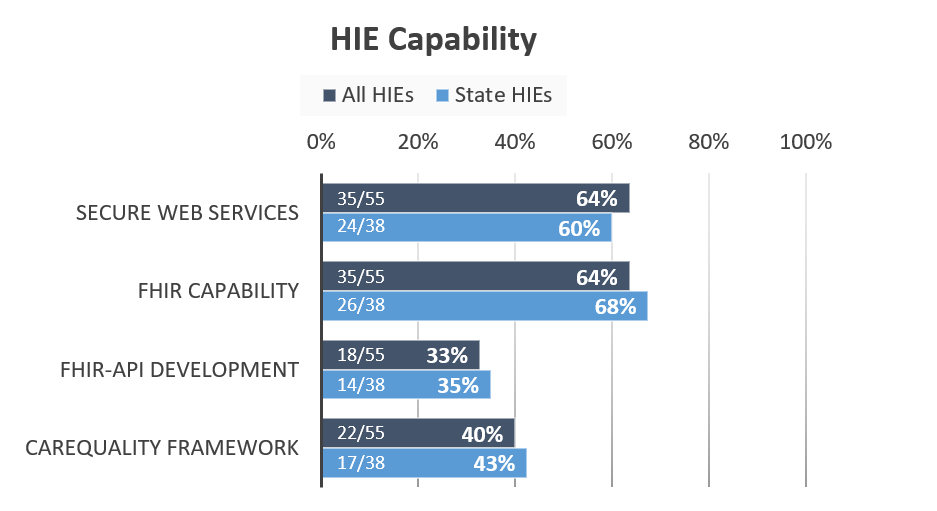 HIE Capability
All HIEs State HIEs
0% 20% 40% 60% 80% 100%
SECURE WEB SERVICES
35/55 64%
24/38 60%
FHIR CAPABILITY
35/55 64%
26/38 68%
FHIR-API DEVELOPMENT
18/55 33%
14/38 35%
CAREQUALITY FRAMEWORK
22/55 40%
17/38 43%